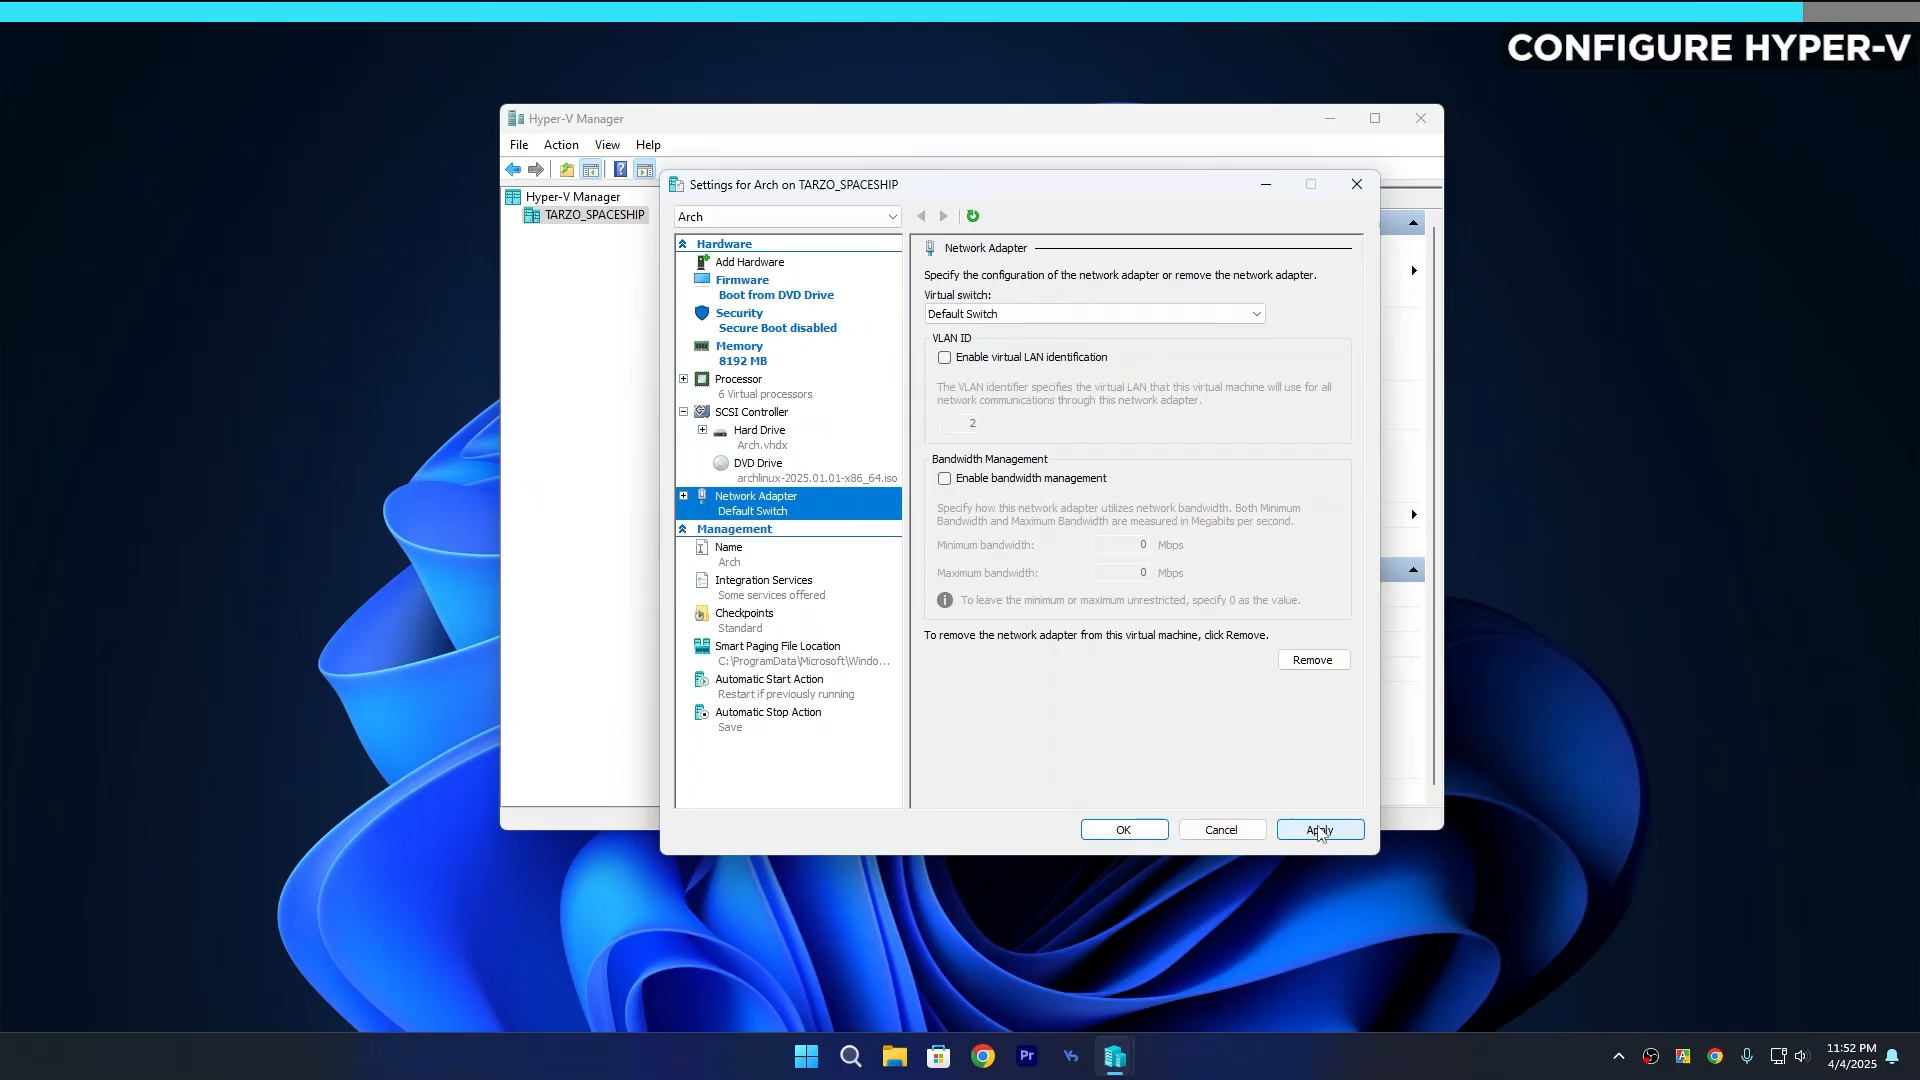 CONFIGURE HYPER-V
Hyper-V Manager
File Action View Help
Hyper-V Manager
TARZO_SPACESHIP
Settings for Arch on TARZO_SPACESHIP
Arch
Hardware
Add Hardware
Firmware
Boot from DVD Drive
Security
Secure Boot disabled
Memory
8192 MB
Processor
6 Virtual processors
SCSI Controller
Hard Drive
Arch.vhdx
DVD Drive
archlinux-2025.01.01-x86_64.iso
Network Adapter
Default Switch
Management
Name
Arch
Integration Services
Some services offered
Checkpoints
Standard
Smart Paging File Location
C:\ProgramData\Microsoft\Windo...
Automatic Start Action
Restart if previously running
Automatic Stop Action
Save
Network Adapter
Specify the configuration of the network adapter or remove the network adapter.
Virtual switch:
Default Switch
VLAN ID
Enable virtual LAN identification
The VLAN identifier specifies the virtual LAN that this virtual machine will use for all
network communications through this network adapter.
2
Bandwidth Management
Enable bandwidth management
Specify how this network adapter utilizes network bandwidth. Both Minimum
Bandwidth and Maximum Bandwidth are measured in Megabits per second.
Minimum bandwidth: 0 Mbps
Maximum bandwidth: 0 Mbps
To leave the minimum or maximum unrestricted, specify 0 as the value.
To remove the network adapter from this virtual machine, click Remove.
Remove
OK Cancel Apply
Pr
11:52 PM
4/4/2025